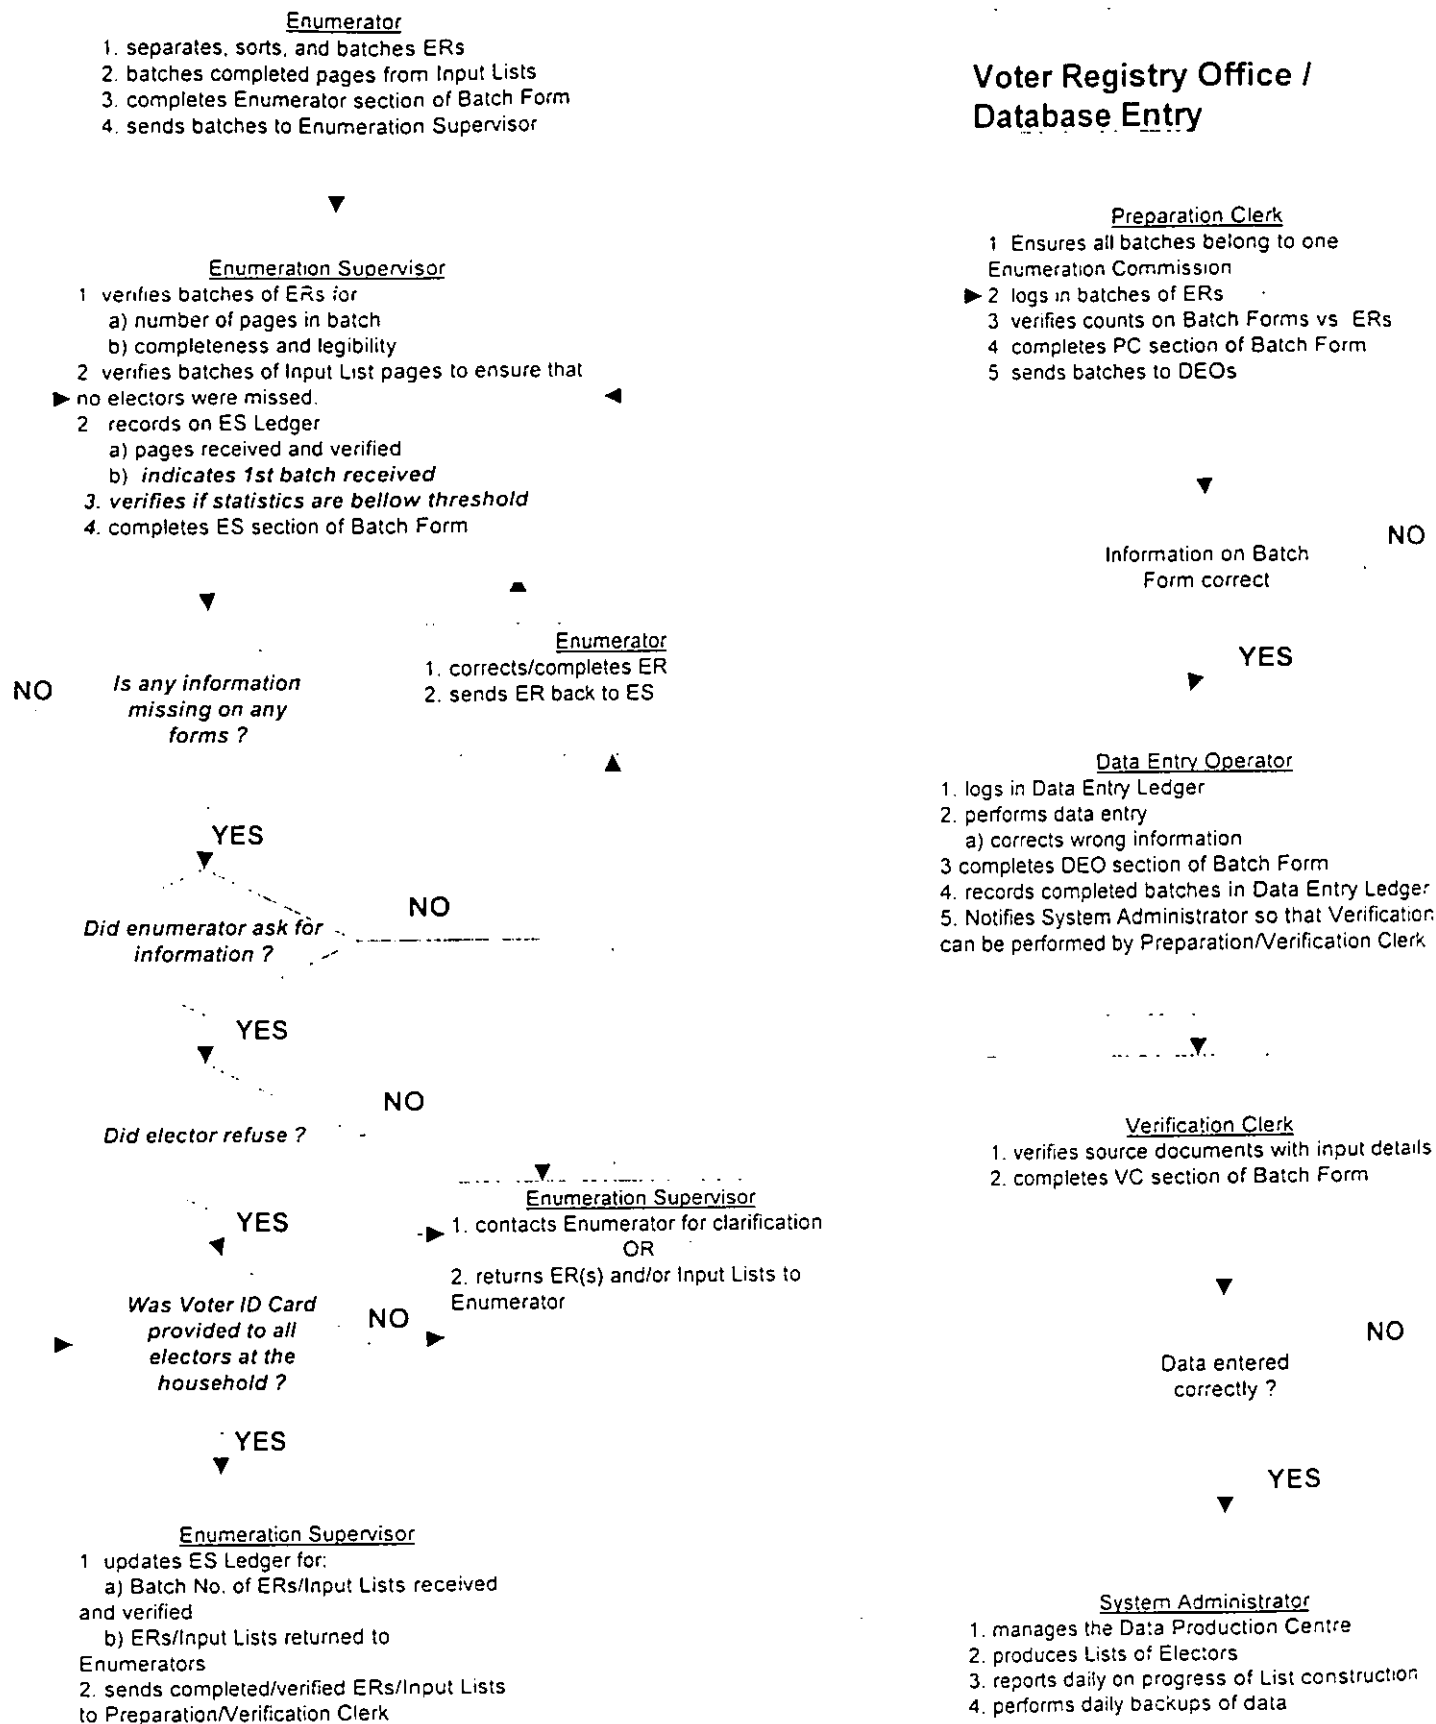 Enumerator
1. separates, sorts, and batches ERs
2. batches completed pages from Input Lists
3. completes Enumerator section of Batch Form
4. sends batches to Enumeration Supervisor
Enumeration Supervisor
1 verifies batches of ERs for
a) number of pages in batch
b) completeness and legibility
2 verifies batches of Input List pages to ensure that
no electors were missed.
2 records on ES Ledger
a) pages received and verified
b) indicates 1st batch received
3. verifies if statistics are bellow threshold
4. completes ES section of Batch Form
Enumerator
1. corrects/completes ER
2. sends ER back to ES
NO
Is any information
missing on any
forms ?
YES
NO
Did enumerator ask for
information ?
YES
NO
Did elector refuse ?
YES
Enumeration Supervisor
1. contacts Enumerator for clarification
OR
2. returns ER(s) and/or Input Lists to
Enumerator
Was Voter ID Card
provided to all
electors at the
household ?
NO
YES
Enumeration Supervisor
1 updates ES Ledger for:
a) Batch No. of ERs/Input Lists received
and verified
b) ERs/Input Lists returned to
Enumerators
2. sends completed/verified ERs/Input Lists
to Preparation/Verification Clerk
Voter Registry Office /
Database Entry
Preparation Clerk
1 Ensures all batches belong to one
Enumeration Commission
2 logs in batches of ERs
3 verifies counts on Batch Forms vs ERs
4 completes PC section of Batch Form
5 sends batches to DEOs
NO
Information on Batch
Form correct
YES
Data Entry Operator
1. logs in Data Entry Ledger
2. performs data entry
a) corrects wrong information
3 completes DEO section of Batch Form
4. records completed batches in Data Entry Ledger
5. Notifies System Administrator so that Verification
can be performed by Preparation/Verification Clerk
Verification Clerk
1. verifies source documents with input details
2. completes VC section of Batch Form
NO
Data entered
correctly ?
YES
System Administrator
1. manages the Data Production Centre
2. produces Lists of Electors
3. reports daily on progress of List construction
4. performs daily backups of data